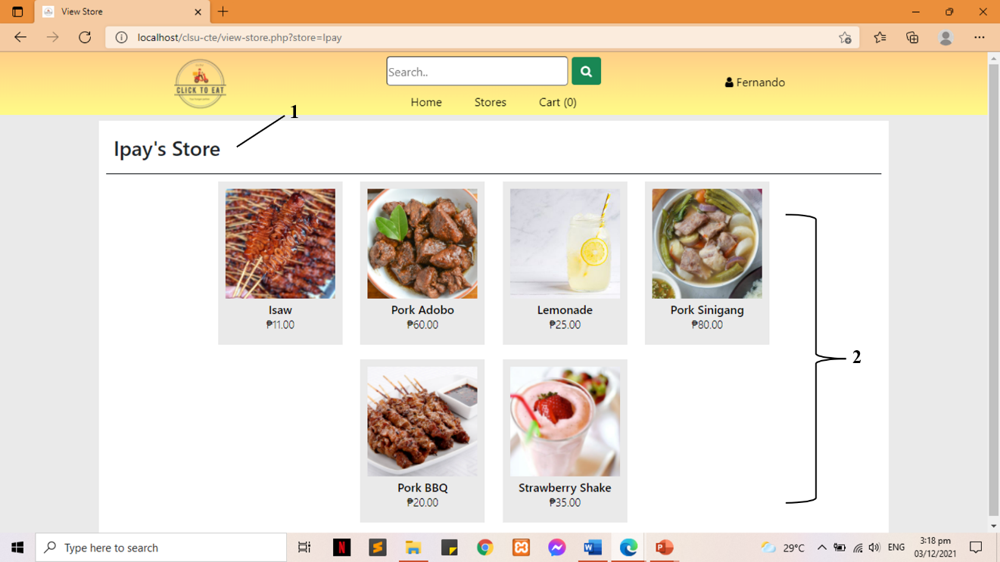 View Store
localhost/clsu-cte/view-store.php?store=Ipay
CLICK TO EAT
Search..
Fernando
Home Stores Cart (0)
1
Ipay's Store
Isaw Pork Adobo Lemonade Pork Sinigang
₱11.00 ₱60.00 ₱25.00 ₱80.00
2
Pork BBQ Strawberry Shake
₱20.00 ₱35.00
Type here to search
N
S
W
P
29°C
ENG
3:18 pm
03/12/2021